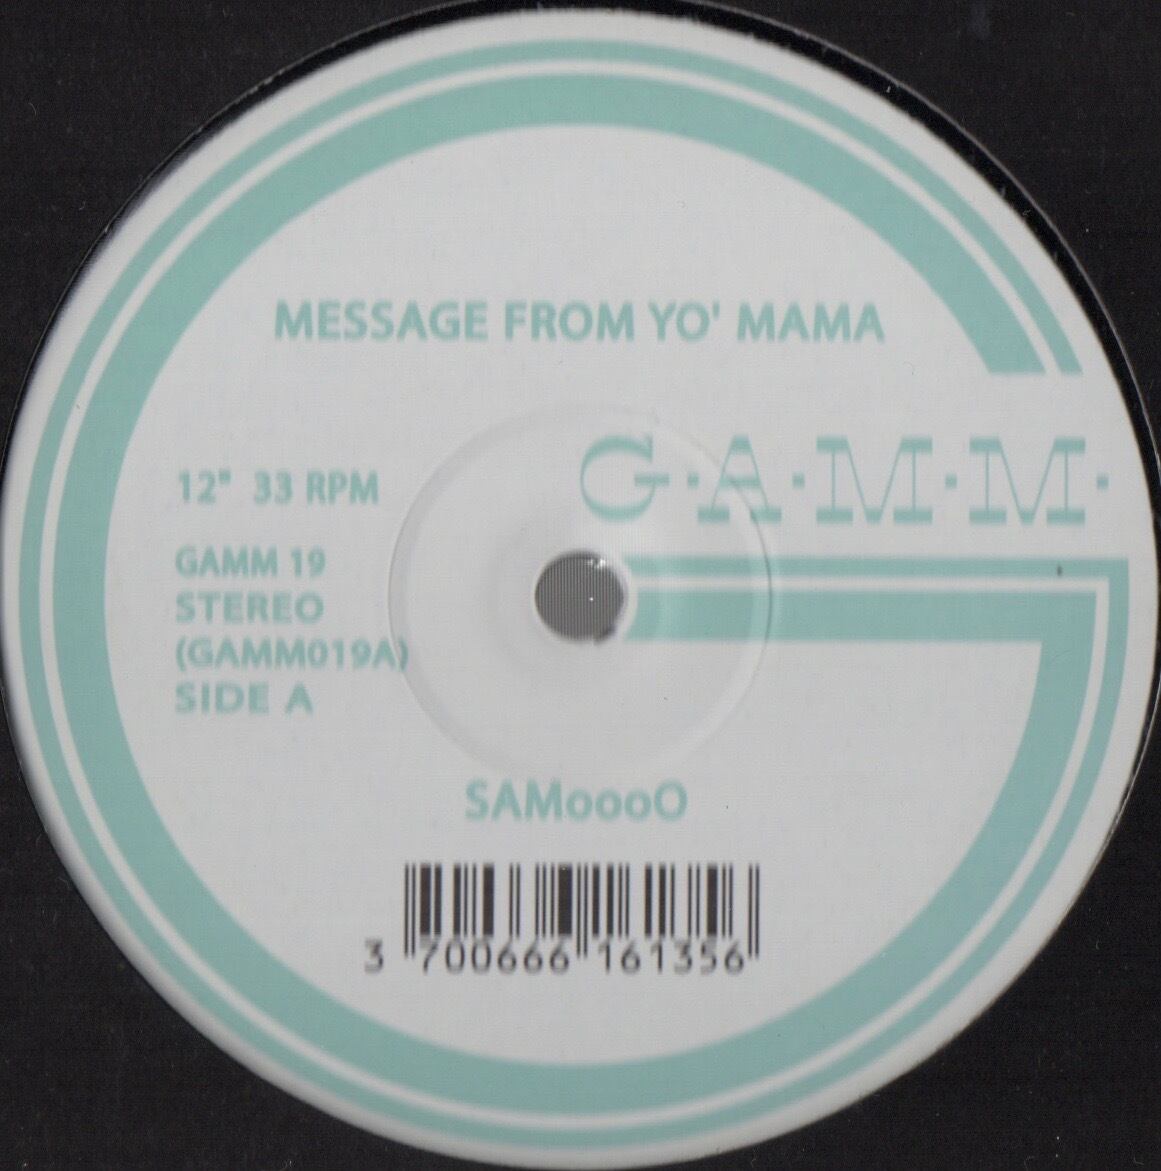 MESSAGE FROM YO' MAMA
G·A·M·M·
12" 33 RPM
GAMM 19
STEREO
(GAMM019A)
SIDE A
SAMoooO
3 700666 161356